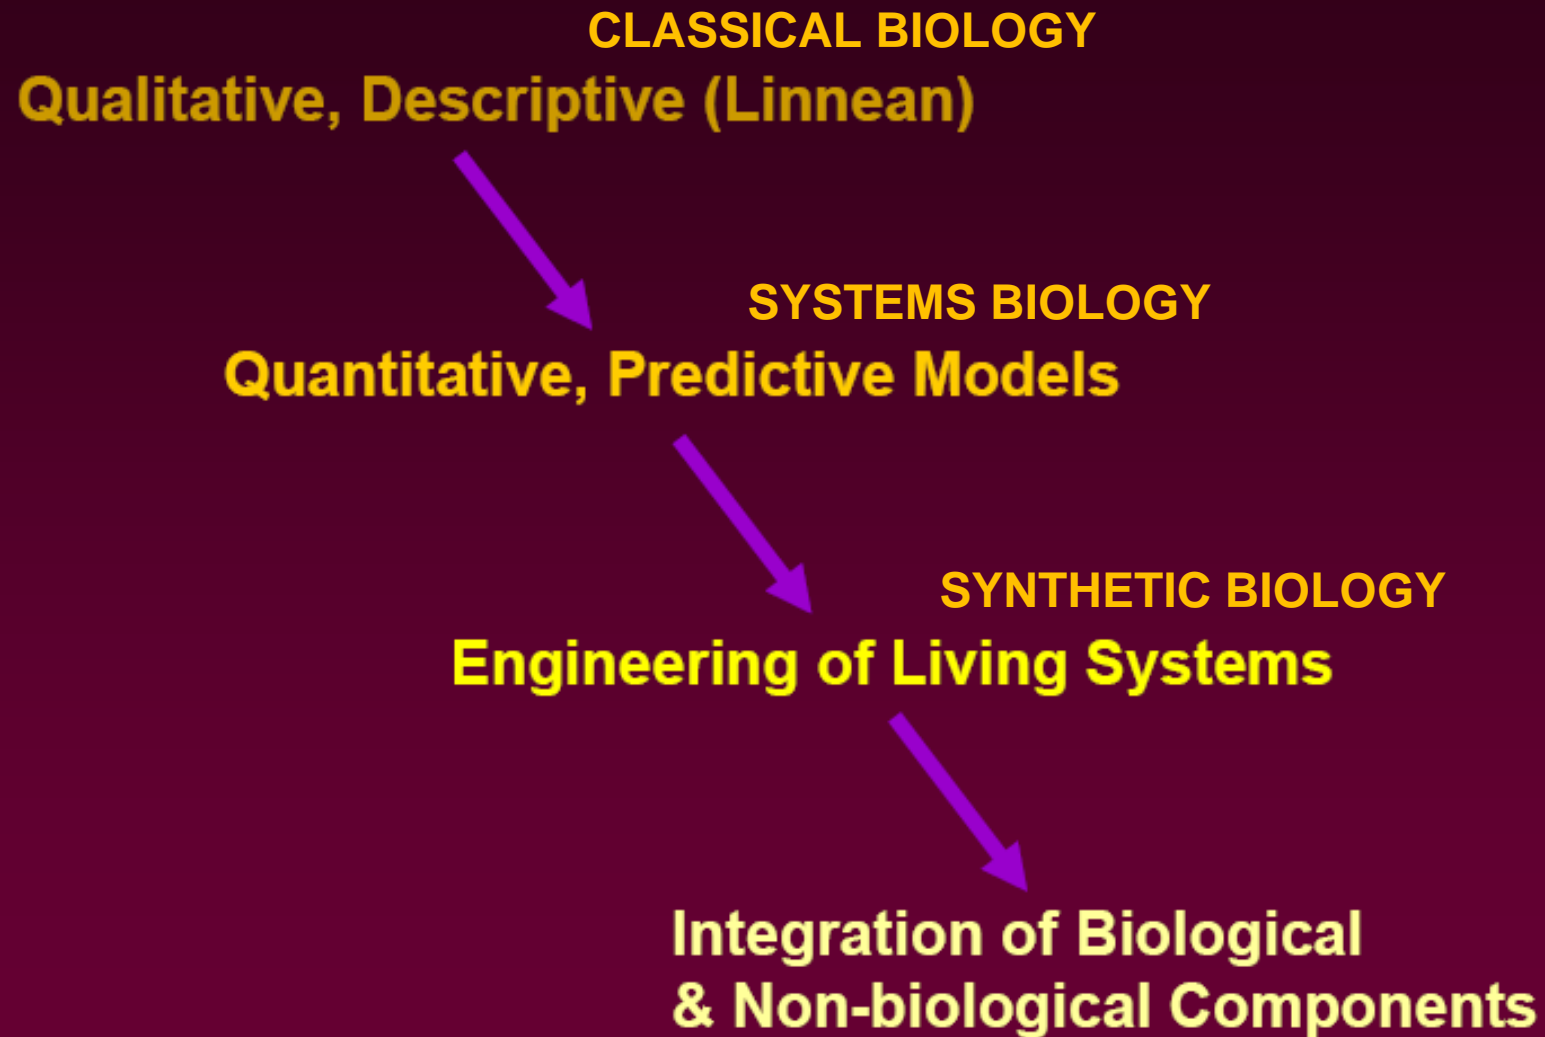 CLASSICAL BIOLOGY
Qualitative, Descriptive (Linnean)
SYSTEMS BIOLOGY
Quantitative, Predictive Models
SYNTHETIC BIOLOGY
Engineering of Living Systems
Integration of Biological
& Non-biological Components